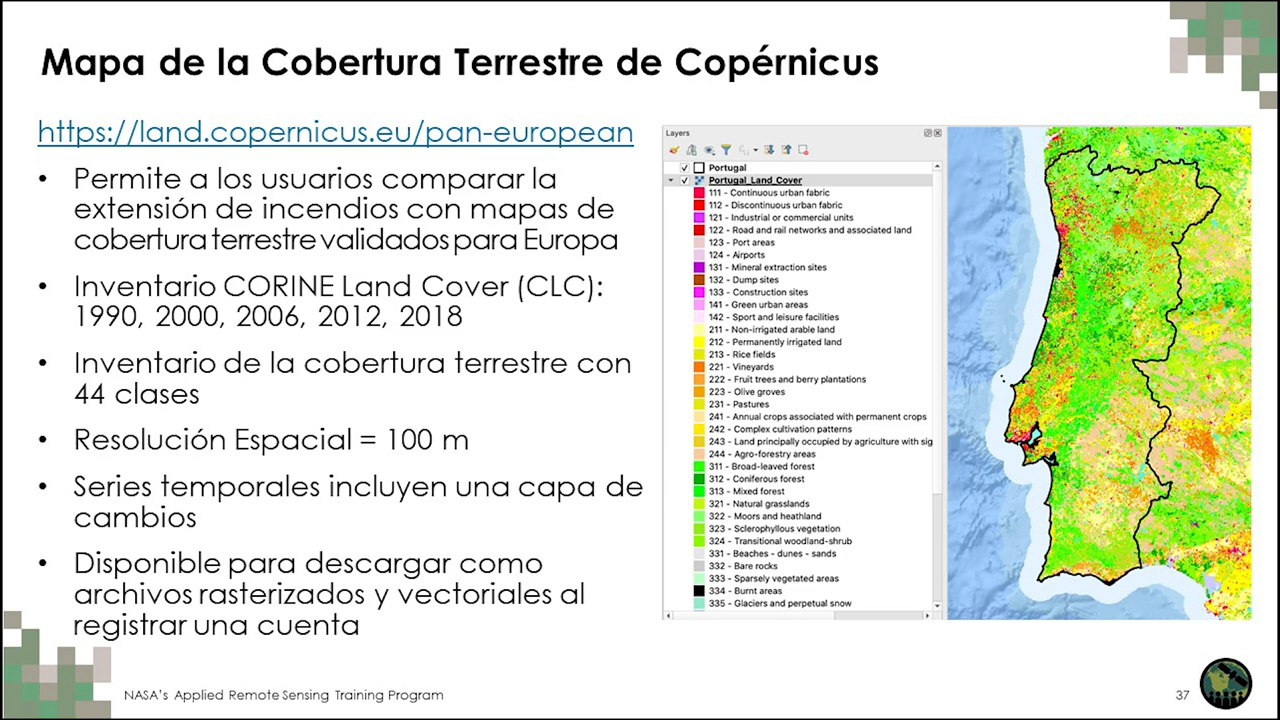 Mapa de la Cobertura Terrestre de Copérnicus
https://land.copernicus.eu/pan-european
• Permite a los usuarios comparar la
extensión de incendios con mapas de
cobertura terrestre validados para Europa
• Inventario CORINE Land Cover (CLC):
1990, 2000, 2006, 2012, 2018
• Inventario de la cobertura terrestre con
44 clases
• Resolución Espacial = 100 m
• Series temporales incluyen una capa de
cambios
• Disponible para descargar como
archivos rasterizados y vectoriales al
registrar una cuenta
Layers
Portugal
Portugal_Land_Cover
111 - Continuous urban fabric
112 - Discontinuous urban fabric
121 - Industrial or commercial units
122 - Road and rail networks and associated land
123 - Port areas
124 - Airports
131 - Mineral extraction sites
132 - Dump sites
133 - Construction sites
141 - Green urban areas
142 - Sport and leisure facilities
211 - Non-irrigated arable land
212 - Permanently irrigated land
213 - Rice fields
221 - Vineyards
222 - Fruit trees and berry plantations
223 - Olive groves
231 - Pastures
241 - Annual crops associated with permanent crops
242 - Complex cultivation patterns
243 - Land principally occupied by agriculture with sig
244 - Agro-forestry areas
311 - Broad-leaved forest
312 - Coniferous forest
313 - Mixed forest
321 - Natural grasslands
322 - Moors and heathland
323 - Sclerophyllous vegetation
324 - Transitional woodland-shrub
331 - Beaches - dunes - sands
332 - Bare rocks
333 - Sparsely vegetated areas
334 - Burnt areas
335 - Glaciers and perpetual snow
NASA's Applied Remote Sensing Training Program
37